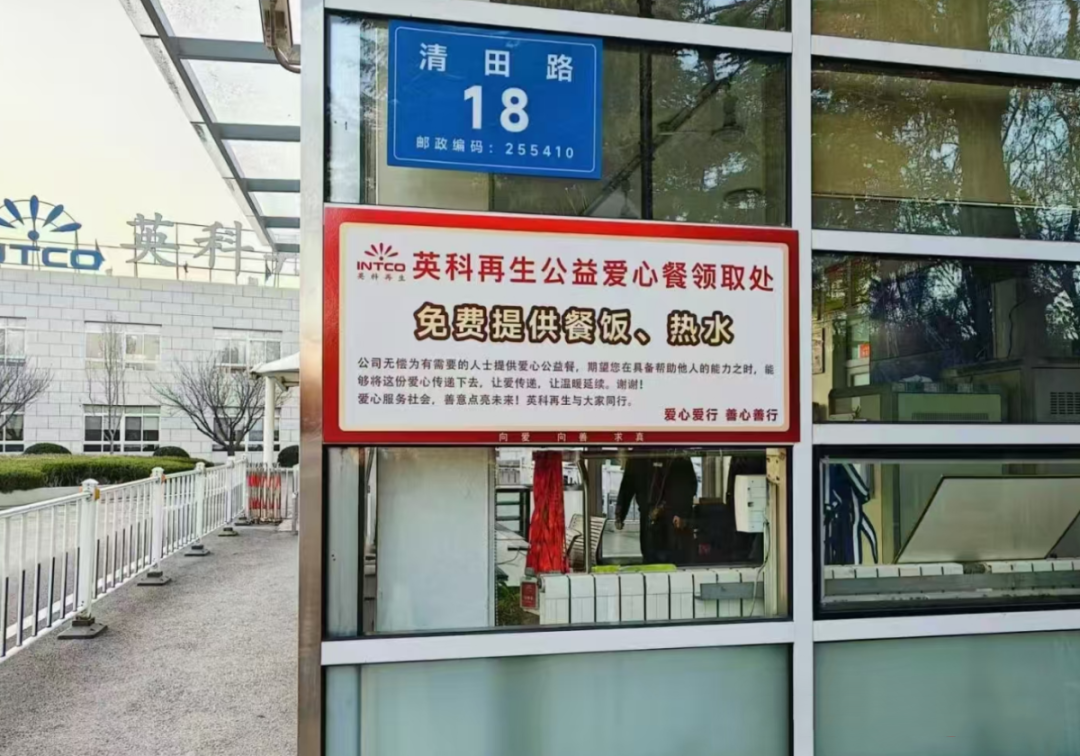 清田路
18
邮政编码：255410
INTCO
英科
INTCO
英科再生
英科再生公益爱心餐领取处
免费提供餐饭、热水
公司无偿为有需要的人士提供爱心公益餐，期望您在具备帮助他人的能力之时，能
够将这份爱心传递下去，让爱传递，让温暖延续。谢谢！
爱心服务社会，善意点亮未来！英科再生与大家同行。
爱心爱行 善心善行
向爱 向善 求真